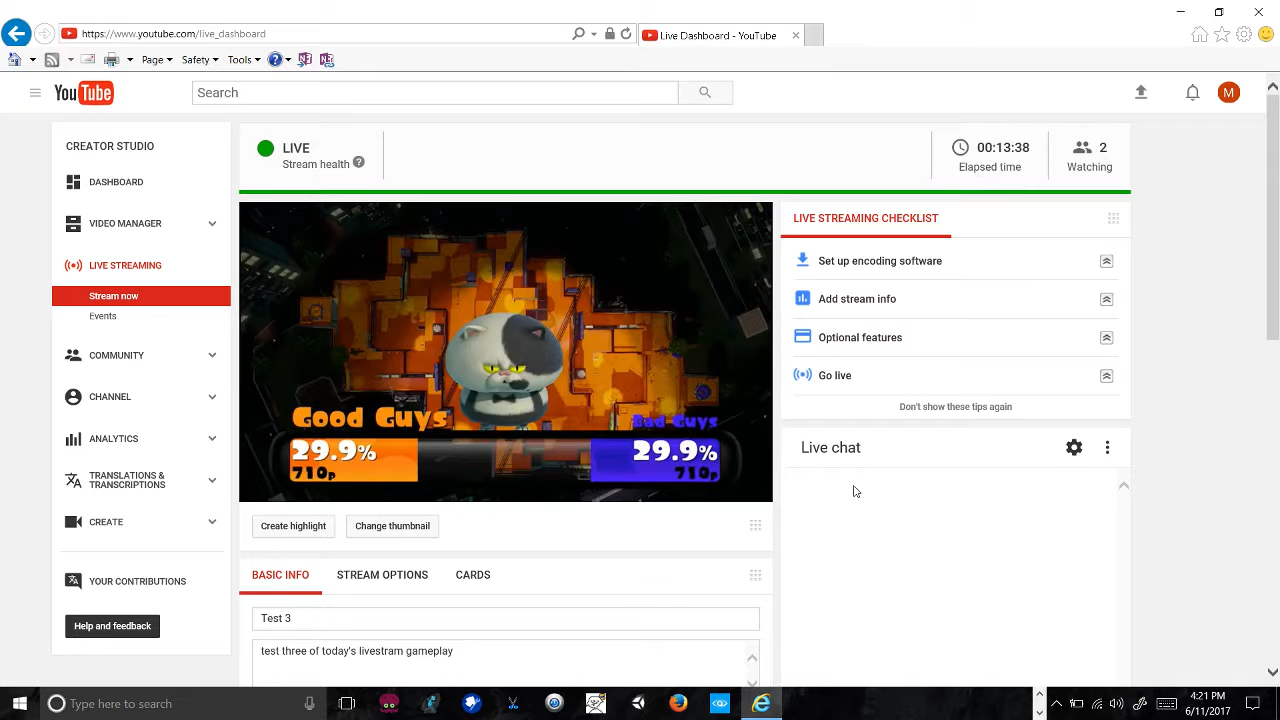 https://www.youtube.com/live_dashboard
Live Dashboard - YouTube
Page
Safety
Tools
YouTube
Search
M
CREATOR STUDIO
DASHBOARD
VIDEO MANAGER
LIVE STREAMING
Stream now
Events
COMMUNITY
CHANNEL
ANALYTICS
TRANSLATIONS &
TRANSCRIPTIONS
CREATE
YOUR CONTRIBUTIONS
Help and feedback
LIVE
Stream health
00:13:38
Elapsed time
2
Watching
Good Guys
Bad Guys
29.9%
29.9%
710p
710p
Create highlight
Change thumbnail
BASIC INFO
STREAM OPTIONS
CARDS
Test 3
test three of today's livestram gameplay
LIVE STREAMING CHECKLIST
Set up encoding software
Add stream info
Optional features
Go live
Don't show these tips again
Live chat
Type here to search
4:21 PM
6/11/2017